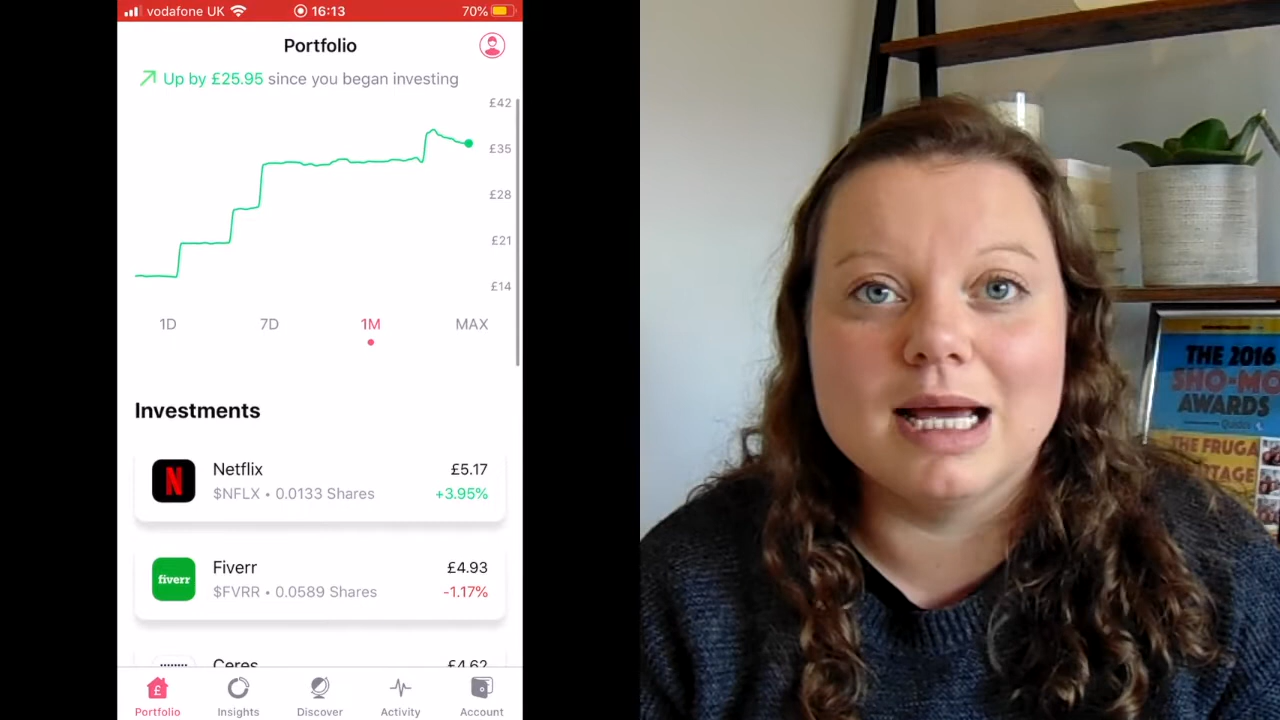 vodafone UK
16:13
70%
Portfolio
Up by £25.95 since you began investing
£42
£35
£28
£21
£14
1D 7D 1M MAX
Investments
N
Netflix £5.17
$NFLX • 0.0133 Shares +3.95%
fiverr
Fiverr £4.93
$FVRR • 0.0589 Shares -1.17%
Ceres £4.62
£
Portfolio Insights Discover Activity Account
THE 2016
SHO-MO
AWARDS
THE FRUGA
TTAGE